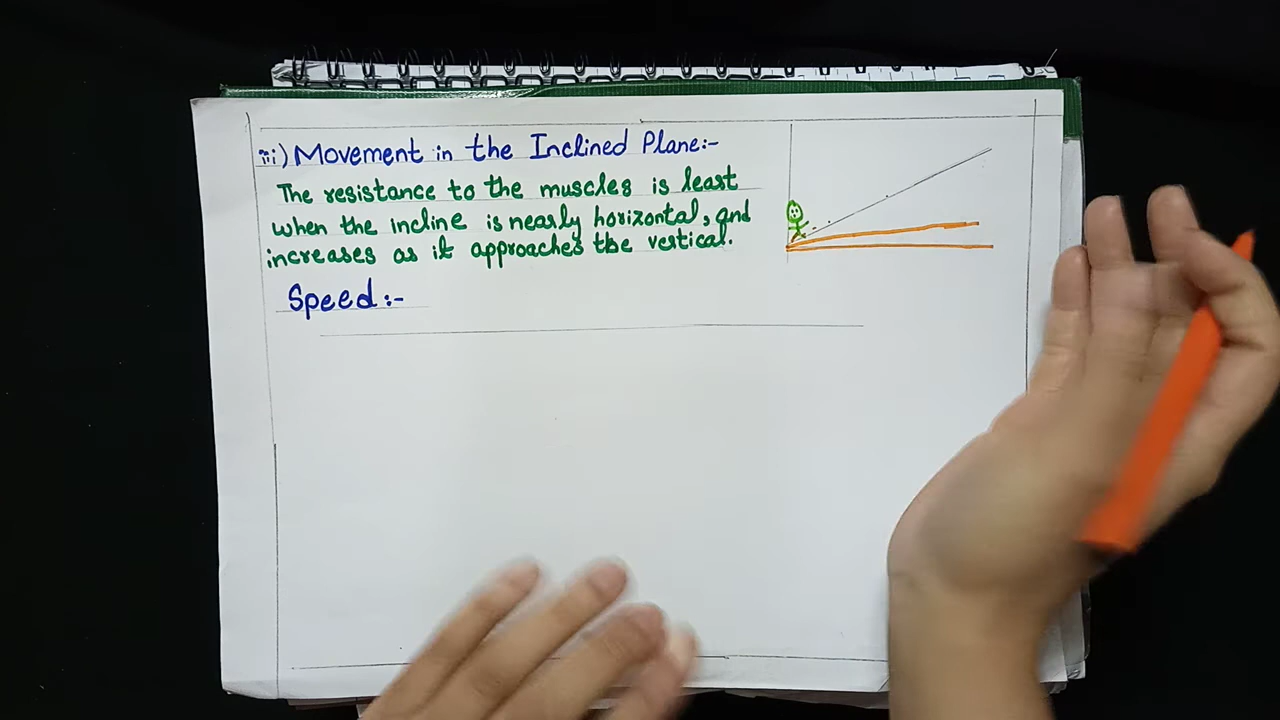 iii) Movement in the Inclined Plane:-
The resistance to the muscles is least
when the incline is nearly horizontal, and
increases as it approaches the vertical.
Speed:-